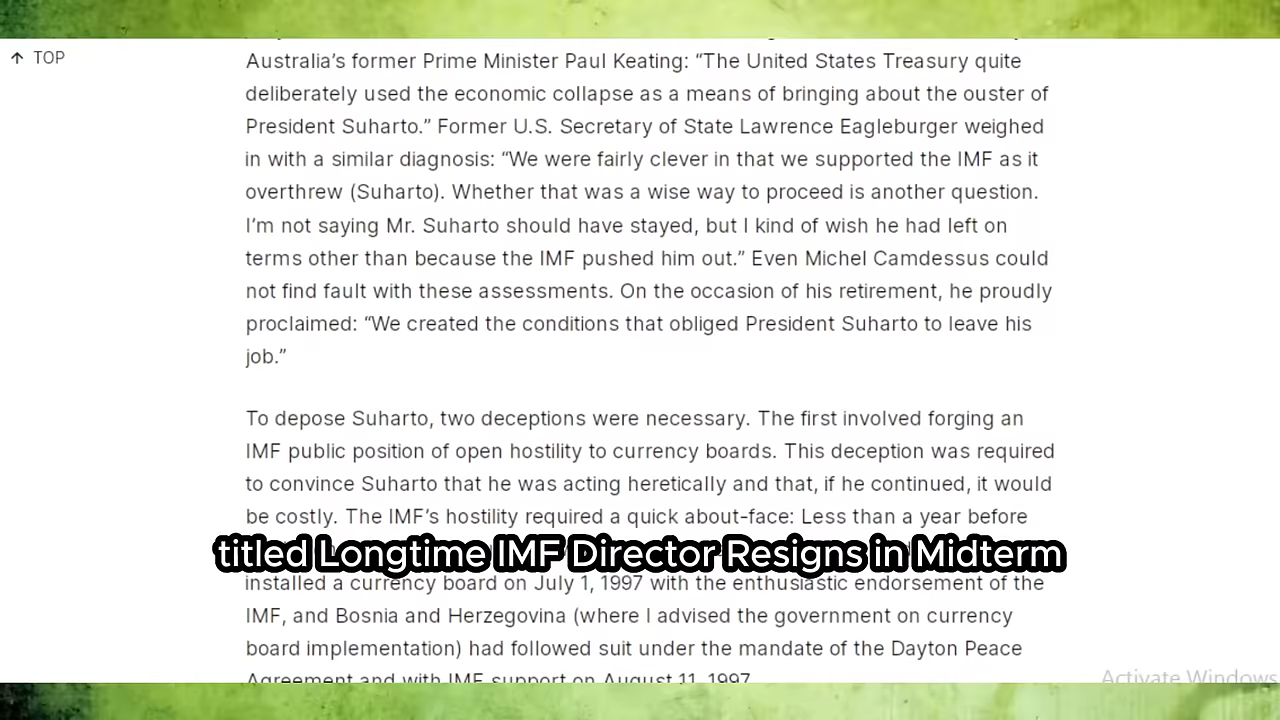 ↑ TOP
Australia’s former Prime Minister Paul Keating: “The United States Treasury quite
deliberately used the economic collapse as a means of bringing about the ouster of
President Suharto.” Former U.S. Secretary of State Lawrence Eagleburger weighed
in with a similar diagnosis: “We were fairly clever in that we supported the IMF as it
overthrew (Suharto). Whether that was a wise way to proceed is another question.
I’m not saying Mr. Suharto should have stayed, but I kind of wish he had left on
terms other than because the IMF pushed him out.” Even Michel Camdessus could
not find fault with these assessments. On the occasion of his retirement, he proudly
proclaimed: “We created the conditions that obliged President Suharto to leave his
job.”
To depose Suharto, two deceptions were necessary. The first involved forging an
IMF public position of open hostility to currency boards. This deception was required
to convince Suharto that he was acting heretically and that, if he continued, it would
be costly. The IMF’s hostility required a quick about-face: Less than a year before
titled Longtime IMF Director Resigns in Midterm
installed a currency board on July 1, 1997 with the enthusiastic endorsement of the
IMF, and Bosnia and Herzegovina (where I advised the government on currency
board implementation) had followed suit under the mandate of the Dayton Peace
Agreement and with IMF support on August 11, 1997.
Activate Windows